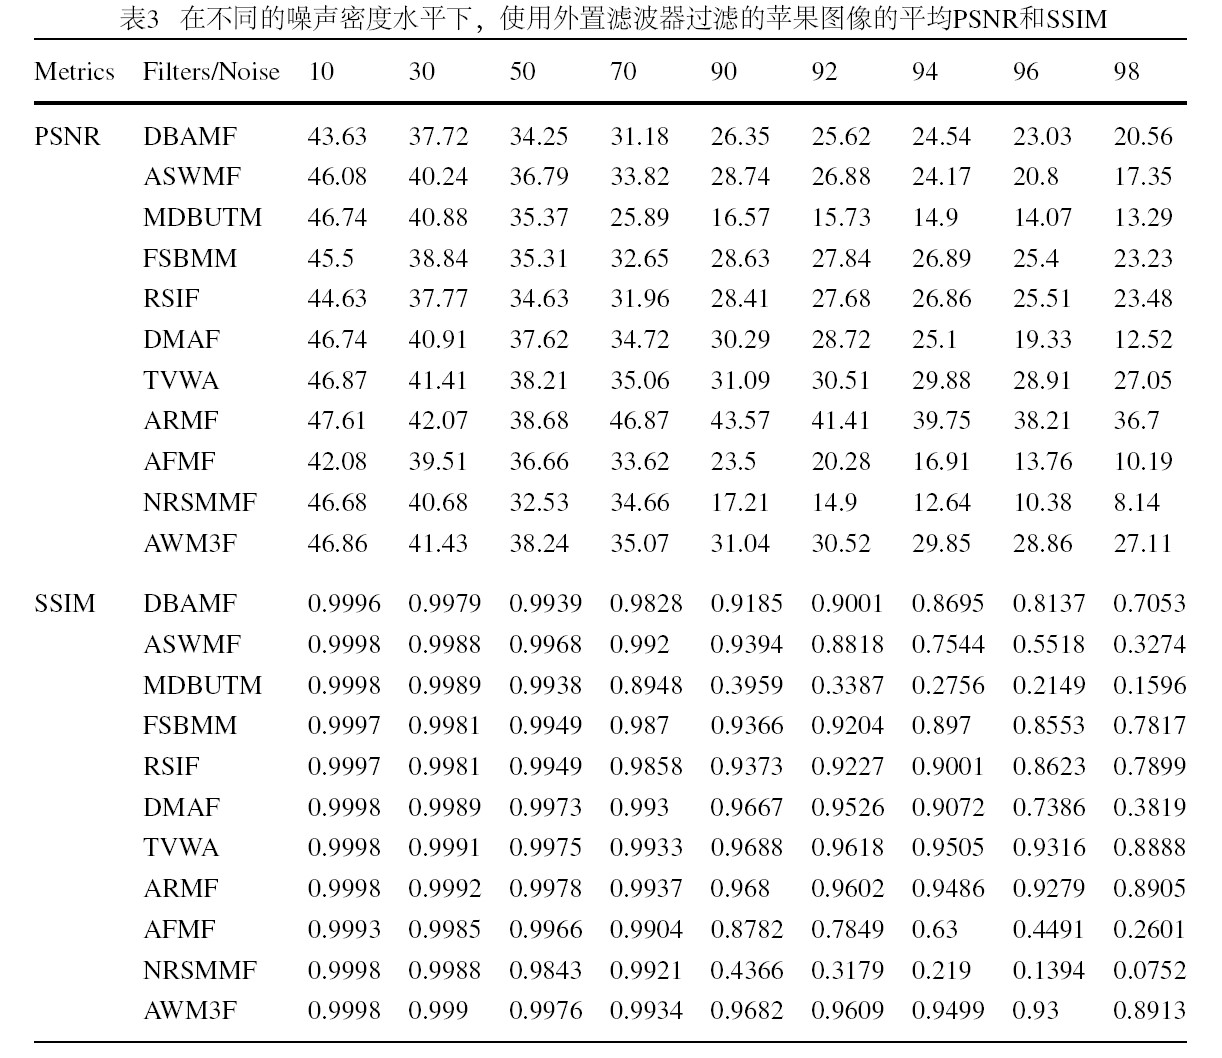 表3 在不同的噪声密度水平下，使用外置滤波器过滤的苹果图像的平均PSNR和SSIM
Metrics Filters/Noise 10 30 50 70 90 92 94 96 98
PSNR DBAMF 43.63 37.72 34.25 31.18 26.35 25.62 24.54 23.03 20.56
ASWMF 46.08 40.24 36.79 33.82 28.74 26.88 24.17 20.8 17.35
MDBUTM 46.74 40.88 35.37 25.89 16.57 15.73 14.9 14.07 13.29
FSBMM 45.5 38.84 35.31 32.65 28.63 27.84 26.89 25.4 23.23
RSIF 44.63 37.77 34.63 31.96 28.41 27.68 26.86 25.51 23.48
DMAF 46.74 40.91 37.62 34.72 30.29 28.72 25.1 19.33 12.52
TVWA 46.87 41.41 38.21 35.06 31.09 30.51 29.88 28.91 27.05
ARMF 47.61 42.07 38.68 46.87 43.57 41.41 39.75 38.21 36.7
AFMF 42.08 39.51 36.66 33.62 23.5 20.28 16.91 13.76 10.19
NRSMMF 46.68 40.68 32.53 34.66 17.21 14.9 12.64 10.38 8.14
AWM3F 46.86 41.43 38.24 35.07 31.04 30.52 29.85 28.86 27.11
SSIM DBAMF 0.9996 0.9979 0.9939 0.9828 0.9185 0.9001 0.8695 0.8137 0.7053
ASWMF 0.9998 0.9988 0.9968 0.992 0.9394 0.8818 0.7544 0.5518 0.3274
MDBUTM 0.9998 0.9989 0.9938 0.8948 0.3959 0.3387 0.2756 0.2149 0.1596
FSBMM 0.9997 0.9981 0.9949 0.987 0.9366 0.9204 0.897 0.8553 0.7817
RSIF 0.9997 0.9981 0.9949 0.9858 0.9373 0.9227 0.9001 0.8623 0.7899
DMAF 0.9998 0.9989 0.9973 0.993 0.9667 0.9526 0.9072 0.7386 0.3819
TVWA 0.9998 0.9991 0.9975 0.9933 0.9688 0.9618 0.9505 0.9316 0.8888
ARMF 0.9998 0.9992 0.9978 0.9937 0.968 0.9602 0.9486 0.9279 0.8905
AFMF 0.9993 0.9985 0.9966 0.9904 0.8782 0.7849 0.63 0.4491 0.2601
NRSMMF 0.9998 0.9988 0.9843 0.9921 0.4366 0.3179 0.219 0.1394 0.0752
AWM3F 0.9998 0.999 0.9976 0.9934 0.9682 0.9609 0.9499 0.93 0.8913